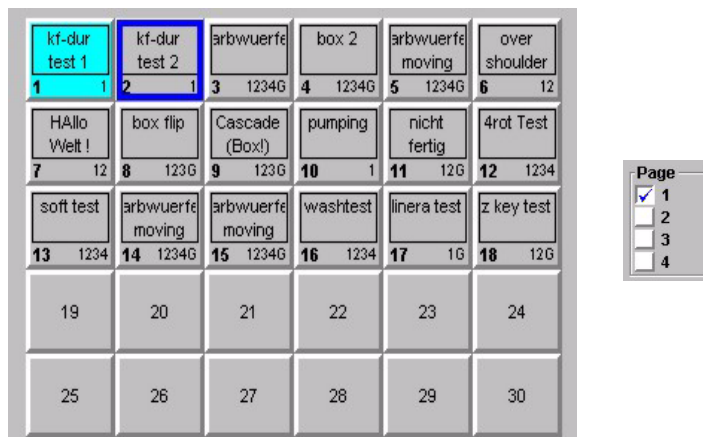 kf-dur
test 1
1 1
kf-dur
test 2
2 1
arbwuerfe
3 1234G
box 2
4 1234G
arbwuerfe
moving
5 1234G
over
shoulder
6 12
HAllo
Welt !
7 12
box flip
8 123G
Cascade
(Box!)
9 123G
pumping
10 1
nicht
fertig
11 12G
4rot Test
12 1234
soft test
13 1234
arbwuerfe
moving
14 1234G
arbwuerfe
moving
15 1234G
washtest
16 1234
linera test
17 1G
z key test
18 12G
19 20 21 22 23 24
25 26 27 28 29 30
Page
1
2
3
4